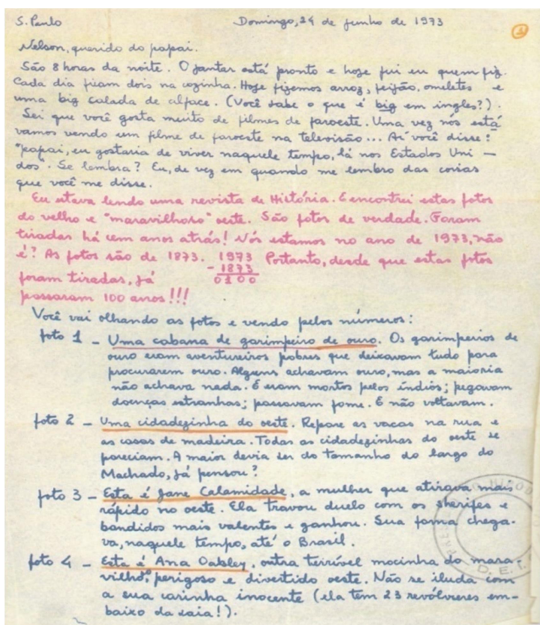 S. Paulo Domingo, 24 de junho de 1973
Nelson, querido do papai.
São 8 horas da noite. O jantar está pronto e hoje fui eu quem fiz.
Cada dia ficam dois na cozinha. Hoje fizemos arroz, feijão, omeletes e
uma big salada de alface. (Você sabe o que é big em inglês?).
Sei que você gosta muito de filmes de faroeste. Uma vez nós está
vamos vendo um filme de faroeste na televisão... Aí você disse:
"papai, eu gostaria de viver naquele tempo, lá nos Estados Uni -
dos". Se lembra? Eu, de vez em quando me lembro das coisas
que você me disse.
Eu estava lendo uma revista de História. E encontrei estas fotos
do velho e "maravilhoso" oeste. São fotos de verdade. Foram
tiradas há cem anos atrás! Nós estamos no ano de 1973, não
é? As fotos são de 1873. 1973 Portanto, desde que estas fotos
- 1873
foram tiradas, já 0100
passaram 100 anos!!!
Você vai olhando as fotos e vendo pelos números:
foto 1 - Uma cabana de garimpeiro de ouro. Os garimpeiros de
ouro eram aventureiros pobres que deixavam tudo para
procurarem ouro. Alguns achavam ouro, mas a maioria
não achava nada. E eram mortos pelos índios; pegavam
doenças estranhas; passavam fome. E não voltavam.
foto 2 - Uma cidadezinha do oeste. Repare as vacas na rua e
as casas de madeira. Todas as cidadezinhas do oeste se
pareciam. A maior devia ser do tamanho do largo do
Machado, já pensou?
foto 3 - Esta é Jane Calamidade, a mulher que atirava mais
rápido no oeste. Ela travou duelo com os sherifes e
bandidos mais valentes e ganhou. Sua fama chega-
va, naquele tempo, até o Brasil.
foto 4 - Esta é Ana Oakley, outra terrível mocinha do mara-
vilhoso, perigoso e divertido oeste. Não se iluda com
a sua carinha inocente (ela tem 23 revólveres em-
baixo da saia!).